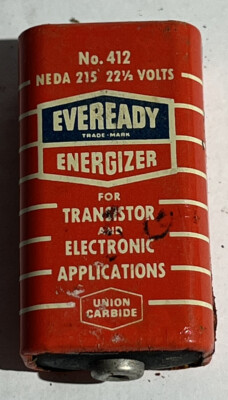 No. 412
NEDA 215 22½ VOLTS
EVEREADY
TRADE-MARK
ENERGIZER
FOR
TRANSISTOR
AND
ELECTRONIC
APPLICATIONS
UNION
CARBIDE